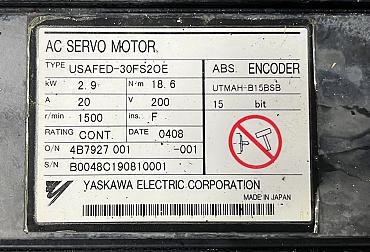 AC SERVO MOTOR
TYPE USAFED-30FS2OE
kW 2.9 N·m 18.6
A 20 V 200
r/min 1500 ins. F
RATING CONT. DATE 0408
O/N 4B7927 001 -001
S/N B0048C190810001
ABS. ENCODER
UTMAH-B15BSB
15 bit
YASKAWA ELECTRIC CORPORATION
MADE IN JAPAN